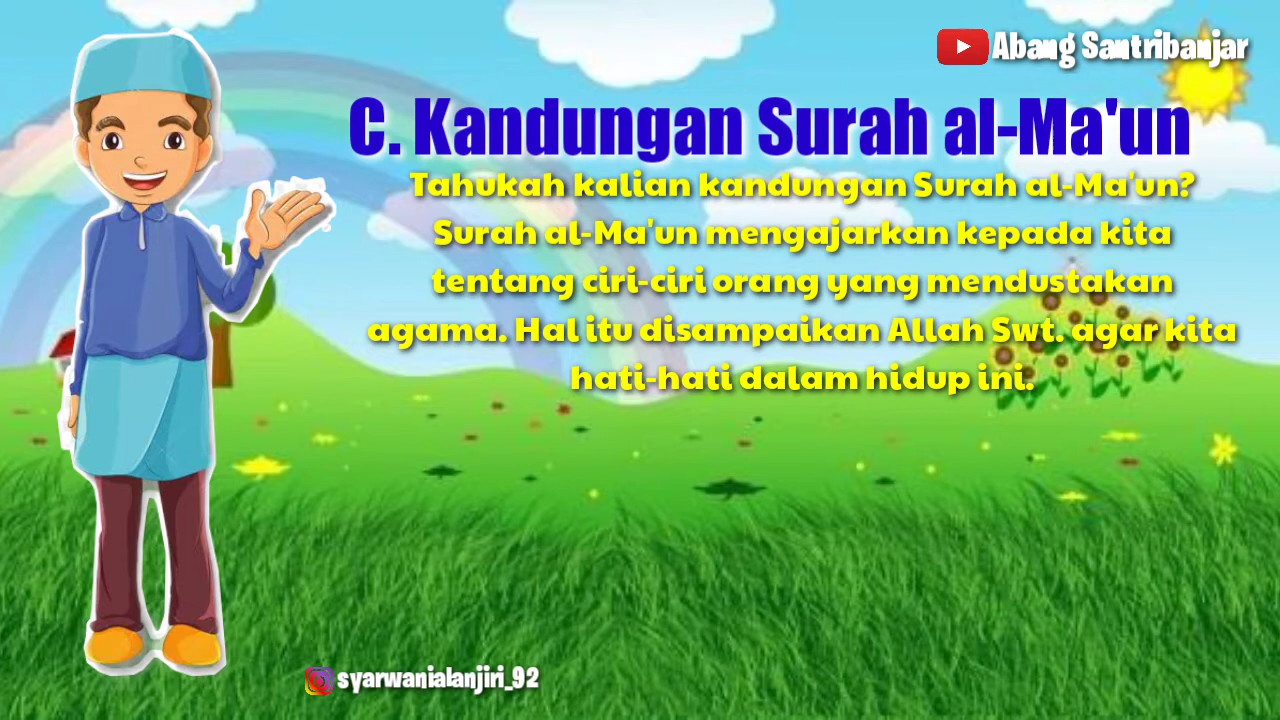 Abang Santribanjar
C. Kandungan Surah al-Ma'un
Tahukah kalian kandungan Surah al-Ma'un?
Surah al-Ma'un mengajarkan kepada kita
tentang ciri-ciri orang yang mendustakan
agama. Hal itu disampaikan Allah Swt. agar kita
hati-hati dalam hidup ini.
syarwanialanjiri_92